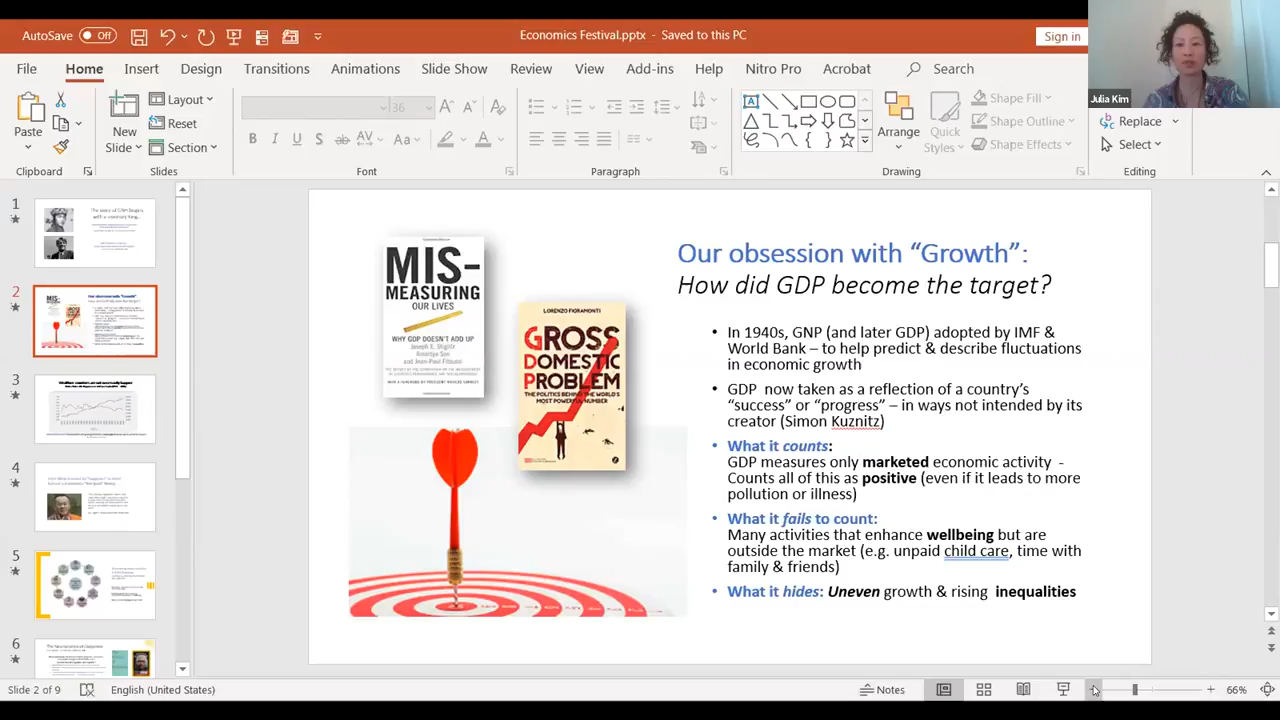 AutoSave Off
Economics Festival.pptx - Saved to this PC
Sign in
Julia Kim
File Home Insert Design Transitions Animations Slide Show Review View Add-ins Help Nitro Pro Acrobat Search
Paste
Clipboard
New
Slide
Layout
Reset
Section
Slides
36
B I U S ab AV Aa A
Font
Paragraph
Arrange
Quick
Styles
Shape Fill
Shape Outline
Shape Effects
Drawing
Replace
Select
Editing
1
2
3
4
5
6
MIS-
MEASURING
OUR LIVES
WHY GDP DOESN'T ADD UP
Joseph E. Stiglitz
Amartya Sen
and Jean-Paul Fitoussi
LORENZO FIORAMONTI
GROSS
DOMESTIC
PROBLEM
THE POLITICS BEHIND THE WORLD'S
MOST POWERFUL NUMBER
Our obsession with “Growth”:
How did GDP become the target?
• In 1940s GNP (and later GDP) adopted by IMF &
World Bank – to help predict & describe fluctuations
in economic growth
• GDP now taken as a reflection of a country’s
“success” or “progress” – in ways not intended by its
creator (Simon Kuznitz)
• What it counts:
GDP measures only marketed economic activity -
Counts all this as positive (even if it leads to more
pollution or illness)
• What it fails to count:
Many activities that enhance wellbeing but are
outside the market (e.g. unpaid child care, time with
family & friends)
• What it hides: Uneven growth & rising inequalities
Slide 2 of 9
English (United States)
Notes
66%